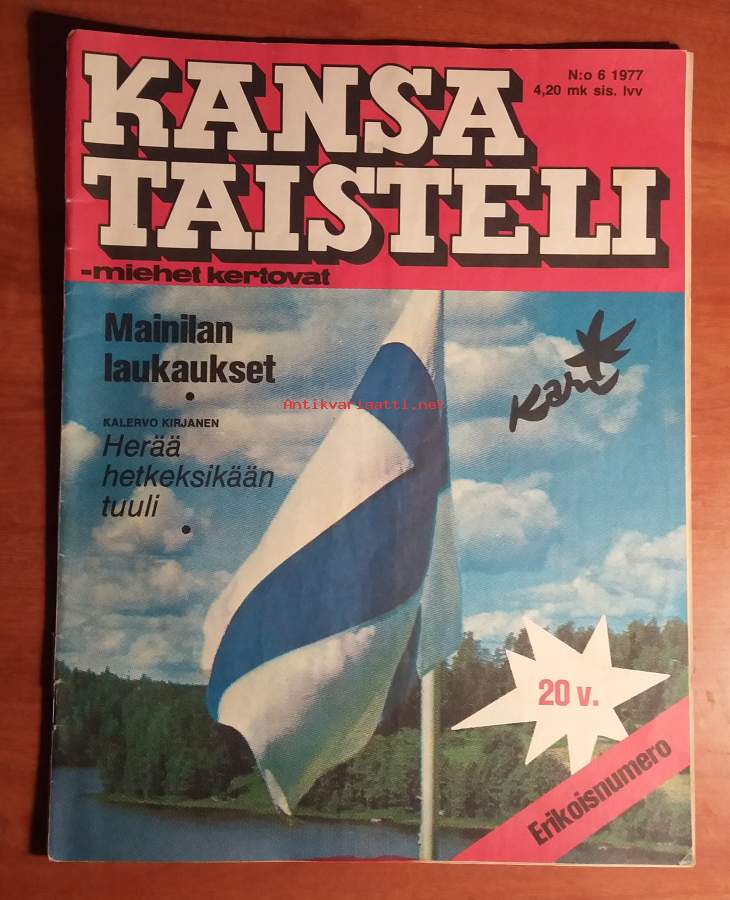 KANSA
TAISTELI
-miehet kertovat
N:o 6 1977
4,20 mk sis. lvv
Mainilan
laukaukset
•
KALERVO KIRJANEN
Herää
hetkeksikään
tuuli
•
Kari
Antikvariaatti.net
20 v.
Erikoisnumero